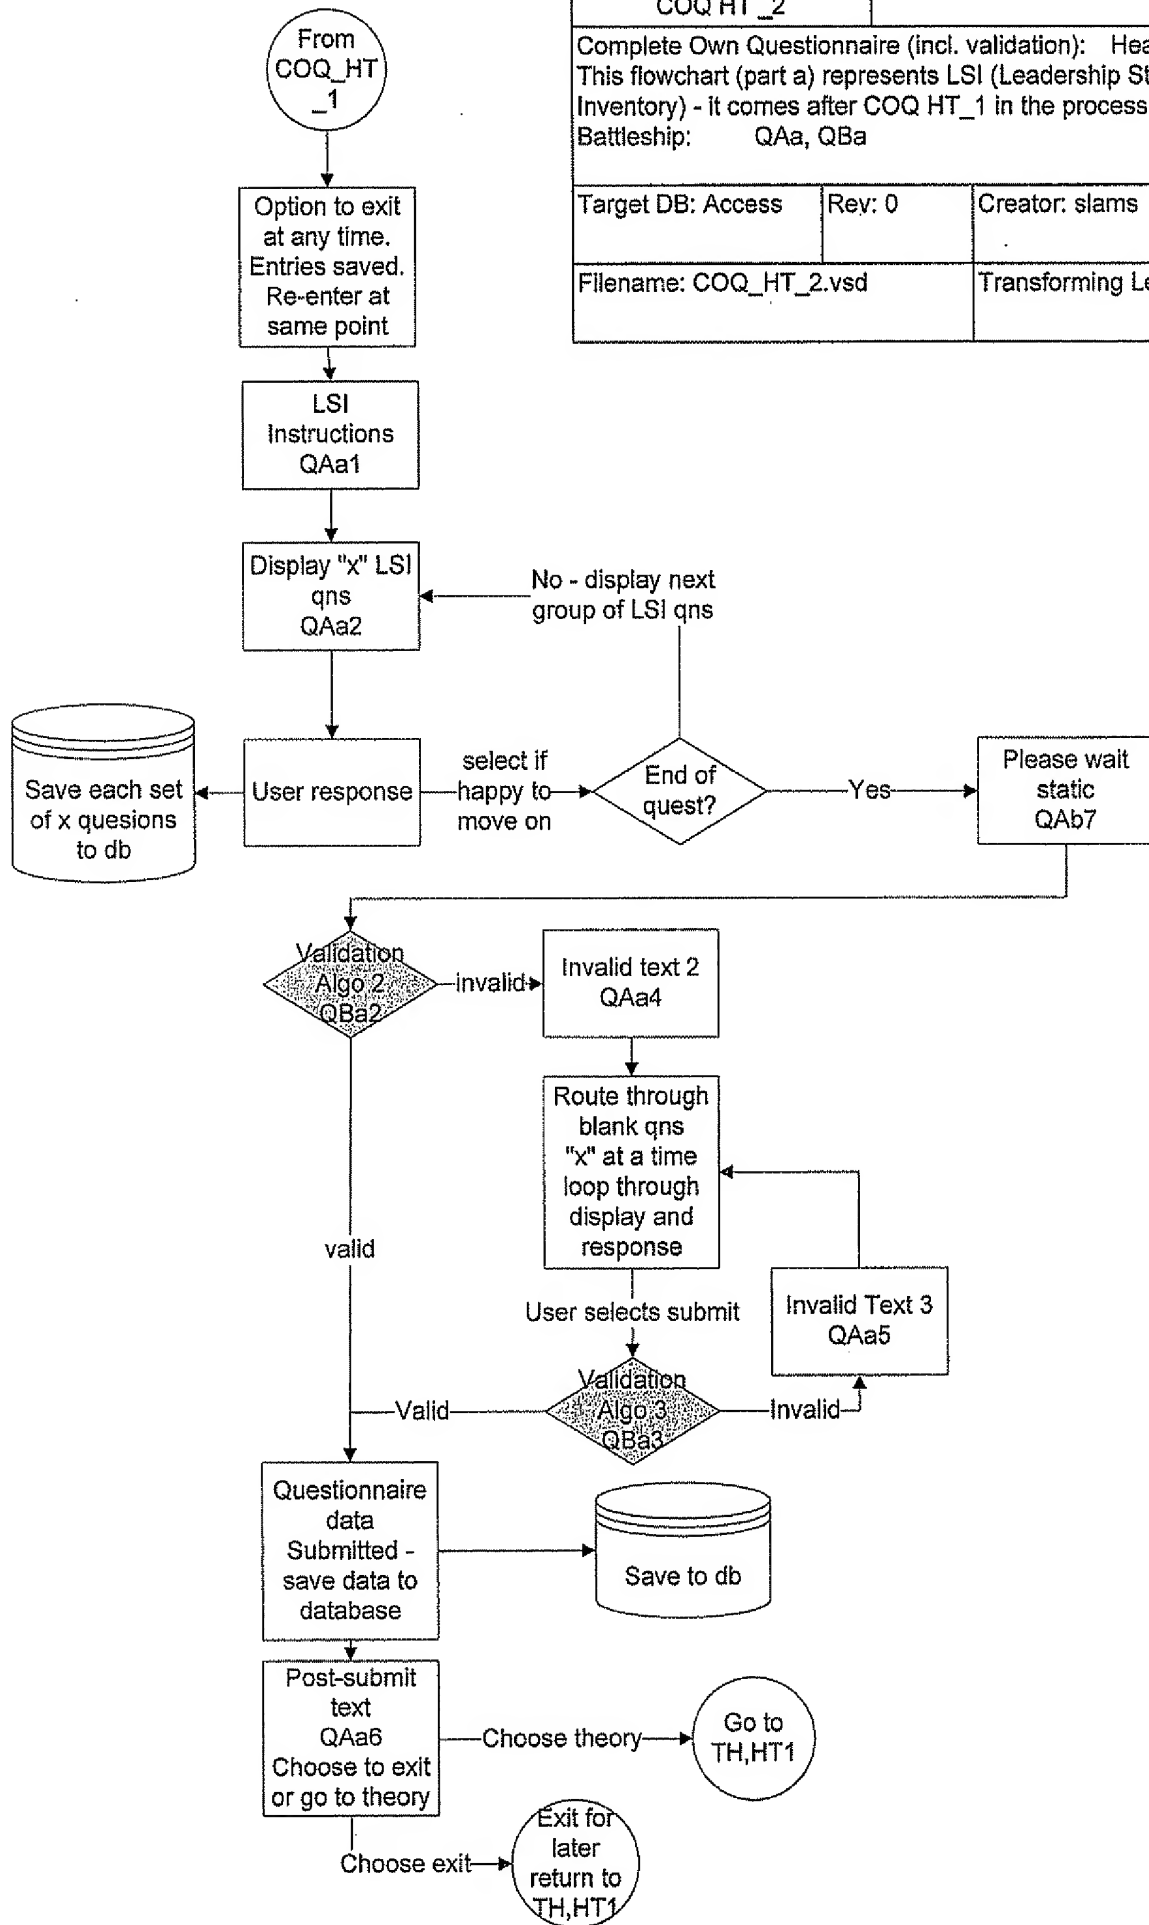 COQ HT _2
Complete Own Questionnaire (incl. validation): Hea
This flowchart (part a) represents LSI (Leadership St
Inventory) - it comes after COQ HT_1 in the process
Battleship: QAa, QBa
Target DB: Access
Rev: 0
Creator: slams
Filename: COQ_HT_2.vsd
Transforming Le
From
COQ_HT
_1
Option to exit
at any time.
Entries saved.
Re-enter at
same point
LSI
Instructions
QAa1
Display "x" LSI
qns
QAa2
No - display next
group of LSI qns
Save each set
of x quesions
to db
User response
select if
happy to
move on
End of
quest?
Yes
Please wait
static
QAb7
Validation
Algo 2
QBa2
invalid
Invalid text 2
QAa4
Route through
blank qns
"x" at a time
loop through
display and
response
valid
User selects submit
Invalid Text 3
QAa5
Validation
Algo 3
QBa3
Valid
Invalid
Questionnaire
data
Submitted -
save data to
database
Save to db
Post-submit
text
QAa6
Choose to exit
or go to theory
Choose theory
Go to
TH,HT1
Choose exit
Exit for
later
return to
TH,HT1